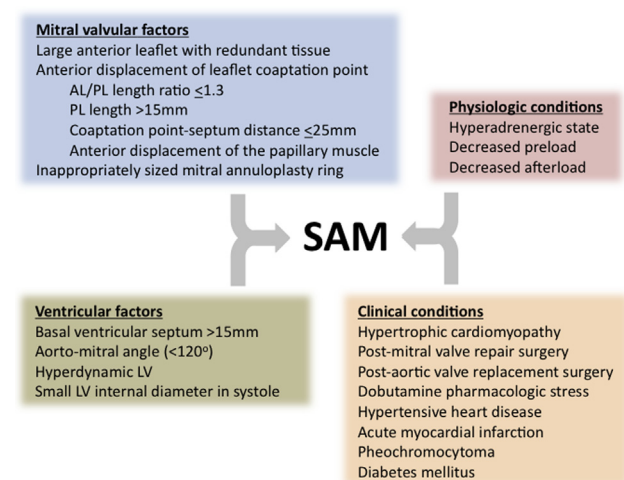 Mitral valvular factors
Large anterior leaflet with redundant tissue
Anterior displacement of leaflet coaptation point
AL/PL length ratio ≤1.3
PL length >15mm
Coaptation point-septum distance ≤25mm
Anterior displacement of the papillary muscle
Inappropriately sized mitral annuloplasty ring
Physiologic conditions
Hyperadrenergic state
Decreased preload
Decreased afterload
SAM
Ventricular factors
Basal ventricular septum >15mm
Aorto-mitral angle (<120º)
Hyperdynamic LV
Small LV internal diameter in systole
Clinical conditions
Hypertrophic cardiomyopathy
Post-mitral valve repair surgery
Post-aortic valve replacement surgery
Dobutamine pharmacologic stress
Hypertensive heart disease
Acute myocardial infarction
Pheochromocytoma
Diabetes mellitus